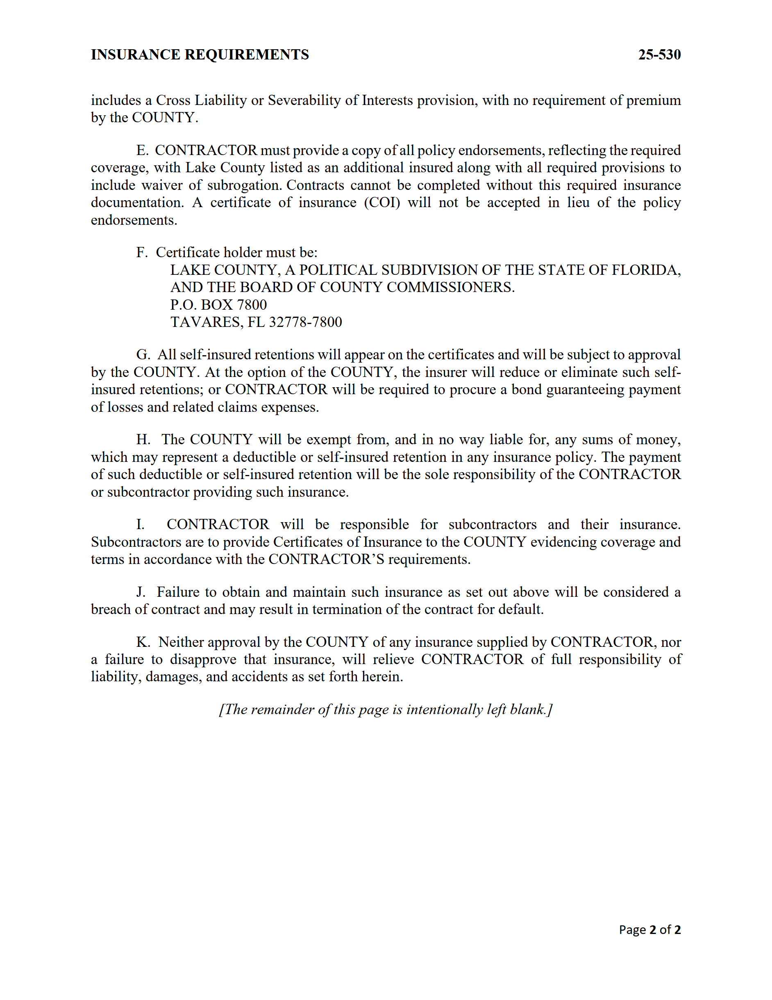 INSURANCE REQUIREMENTS 25-530
includes a Cross Liability or Severability of Interests provision, with no requirement of premium
by the COUNTY.
E. CONTRACTOR must provide a copy of all policy endorsements, reflecting the required
coverage, with Lake County listed as an additional insured along with all required provisions to
include waiver of subrogation. Contracts cannot be completed without this required insurance
documentation. A certificate of insurance (COI) will not be accepted in lieu of the policy
endorsements.
F. Certificate holder must be:
LAKE COUNTY, A POLITICAL SUBDIVISION OF THE STATE OF FLORIDA,
AND THE BOARD OF COUNTY COMMISSIONERS.
P.O. BOX 7800
TAVARES, FL 32778-7800
G. All self-insured retentions will appear on the certificates and will be subject to approval
by the COUNTY. At the option of the COUNTY, the insurer will reduce or eliminate such self-
insured retentions; or CONTRACTOR will be required to procure a bond guaranteeing payment
of losses and related claims expenses.
H. The COUNTY will be exempt from, and in no way liable for, any sums of money,
which may represent a deductible or self-insured retention in any insurance policy. The payment
of such deductible or self-insured retention will be the sole responsibility of the CONTRACTOR
or subcontractor providing such insurance.
I. CONTRACTOR will be responsible for subcontractors and their insurance.
Subcontractors are to provide Certificates of Insurance to the COUNTY evidencing coverage and
terms in accordance with the CONTRACTOR’S requirements.
J. Failure to obtain and maintain such insurance as set out above will be considered a
breach of contract and may result in termination of the contract for default.
K. Neither approval by the COUNTY of any insurance supplied by CONTRACTOR, nor
a failure to disapprove that insurance, will relieve CONTRACTOR of full responsibility of
liability, damages, and accidents as set forth herein.
[The remainder of this page is intentionally left blank.]
Page 2 of 2